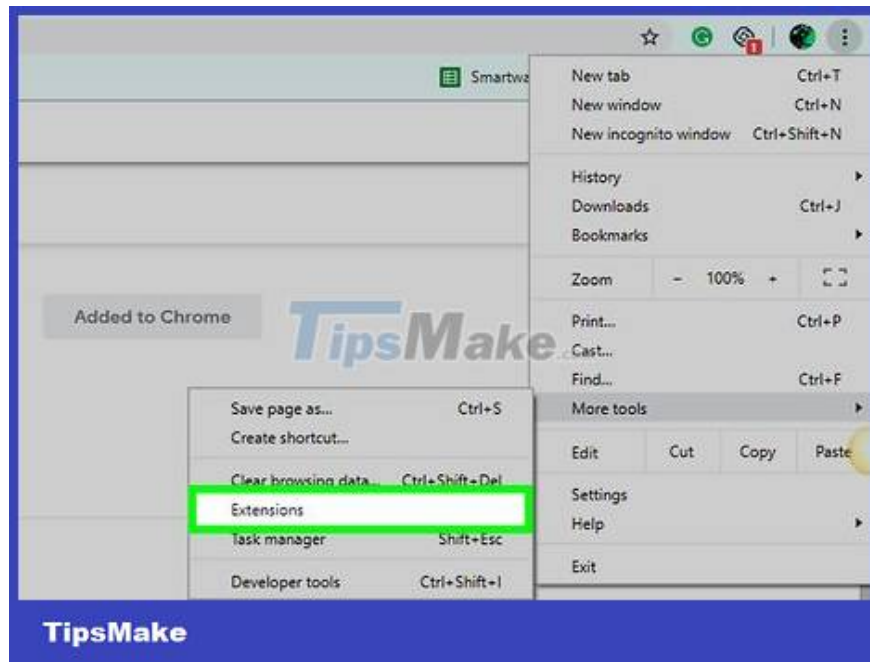 1
Smartwa
New tab Ctrl+T
New window Ctrl+N
New incognito window Ctrl+Shift+N
History
Downloads Ctrl+J
Bookmarks
Zoom - 100% +
Added to Chrome
TipsMake.com
Print... Ctrl+P
Cast...
Find... Ctrl+F
More tools
Save page as... Ctrl+S
Create shortcut...
Clear browsing data... Ctrl+Shift+Del
Extensions
Task manager Shift+Esc
Developer tools Ctrl+Shift+I
Edit Cut Copy Paste
Settings
Help
Exit
TipsMake